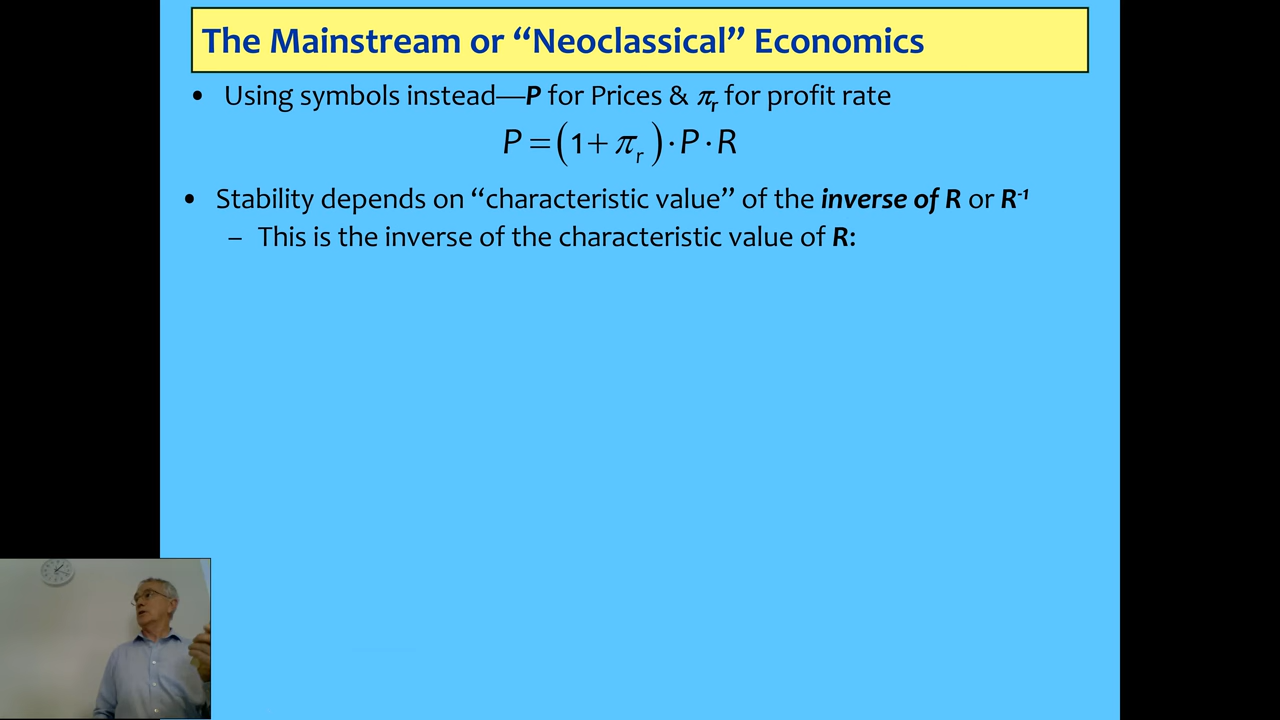 The Mainstream or “Neoclassical” Economics
• Using symbols instead—P for Prices & πᵣ for profit rate
P = (1 + πᵣ) · P · R
• Stability depends on “characteristic value” of the inverse of R or R⁻¹
– This is the inverse of the characteristic value of R: